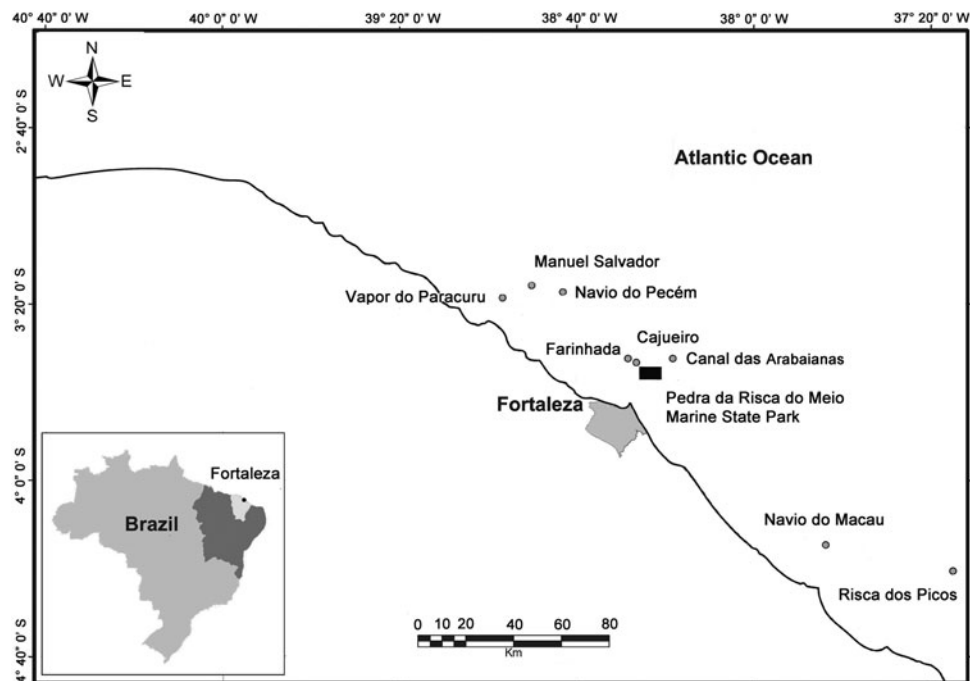 40° 40' 0" W
40° 0' 0" W
39° 20' 0" W
38° 40' 0" W
38° 0' 0" W
37° 20' 0" W
N
W E
S
2° 40' 0" S
Atlantic Ocean
Manuel Salvador
Vapor do Paracuru
Navio do Pecém
3° 20' 0" S
Cajueiro
Farinhada
Canal das Arabaianas
Pedra da Risca do Meio
Marine State Park
Fortaleza
4° 0' 0" S
Fortaleza
Brazil
Navio do Macau
Risca dos Picos
0 10 20 40 60 80
Km
4° 40' 0" S